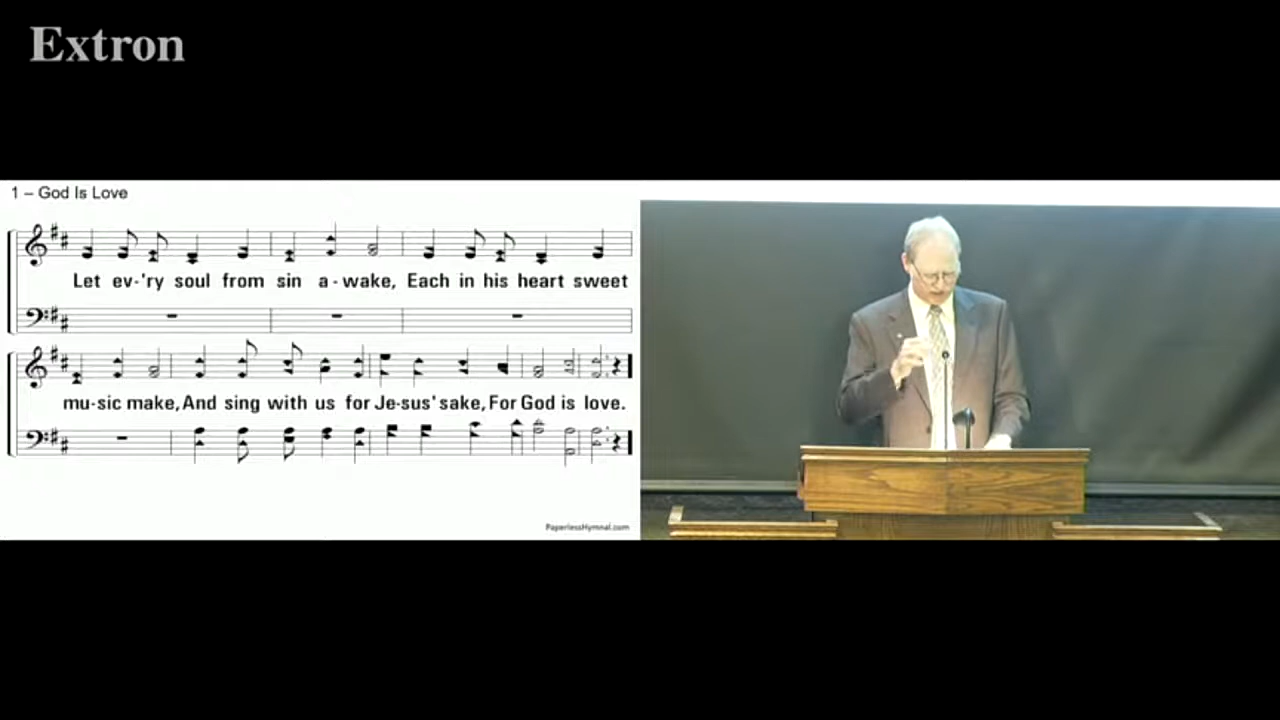 Extron
1 – God Is Love
Let ev-'ry soul from sin a-wake, Each in his heart sweet
mu-sic make, And sing with us for Je-sus' sake, For God is love.
PaperlessHymnal.com